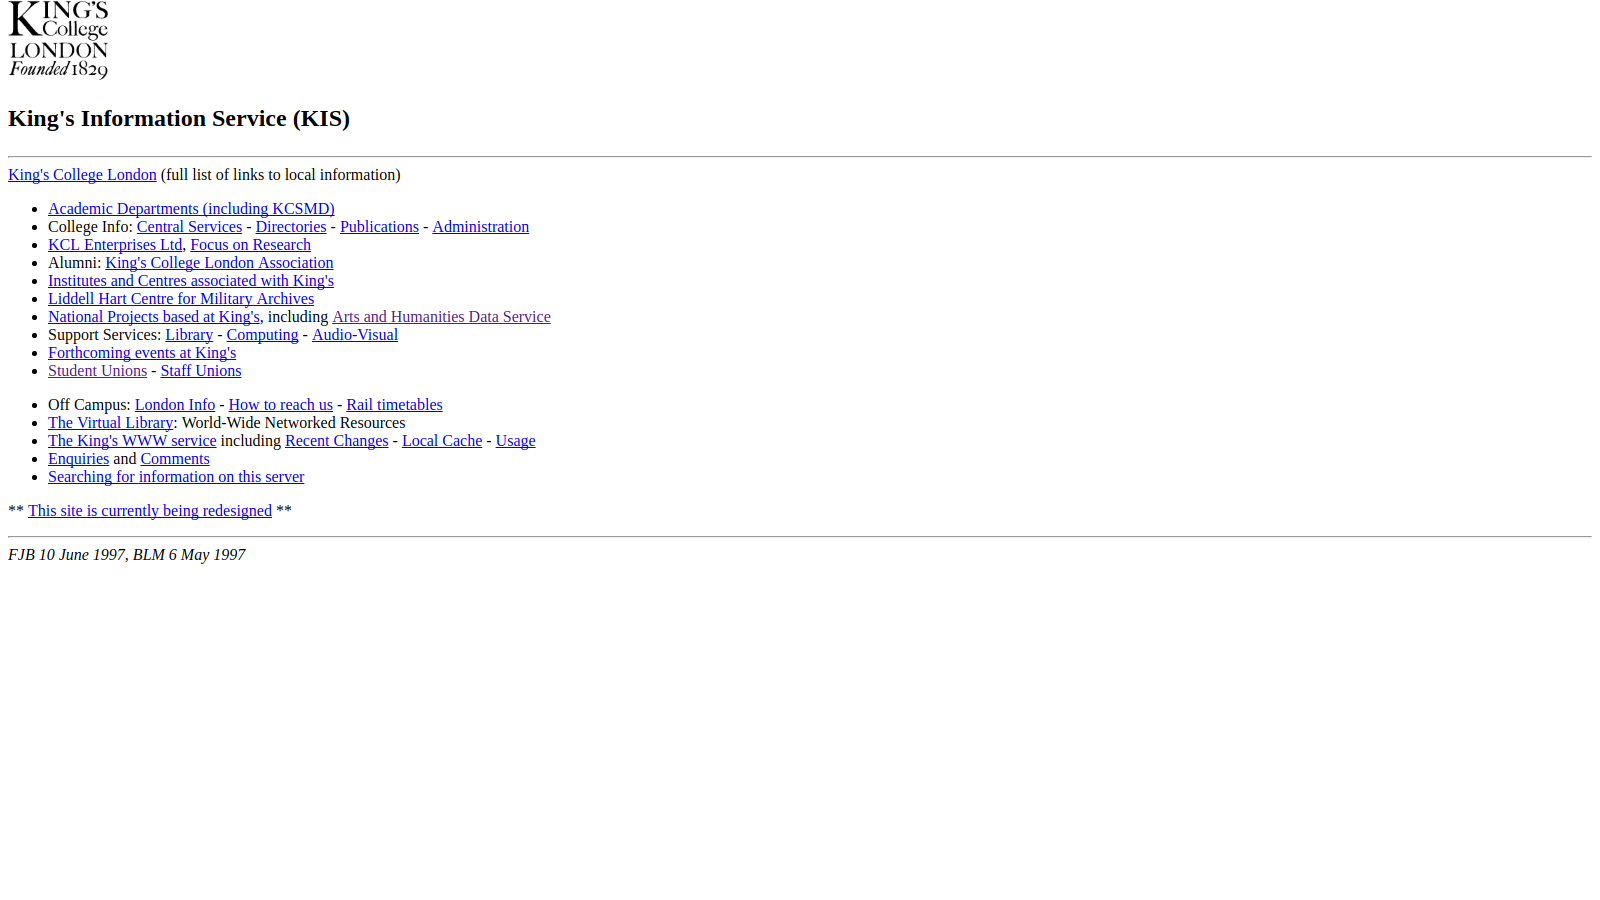 KING'S
College
LONDON
Founded 1829
King's Information Service (KIS)
King's College London (full list of links to local information)
Academic Departments (including KCSMD)
College Info: Central Services - Directories - Publications - Administration
KCL Enterprises Ltd, Focus on Research
Alumni: King's College London Association
Institutes and Centres associated with King's
Liddell Hart Centre for Military Archives
National Projects based at King's, including Arts and Humanities Data Service
Support Services: Library - Computing - Audio-Visual
Forthcoming events at King's
Student Unions - Staff Unions
Off Campus: London Info - How to reach us - Rail timetables
The Virtual Library: World-Wide Networked Resources
The King's WWW service including Recent Changes - Local Cache - Usage
Enquiries and Comments
Searching for information on this server
** This site is currently being redesigned **
FJB 10 June 1997, BLM 6 May 1997